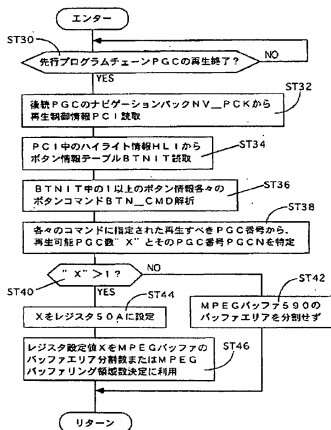 エンター
ST30
先行プログラムチェーンPGCの再生終了？
NO
YES
ST32
後続PGCのナビゲーションパックNV_PCKから
再生制御情報PCI読取
ST34
PCI中のハイライト情報HLIから
ボタン情報テーブルBTNIT読取
ST36
BTNIT中の1以上のボタン情報各々の
ボタンコマンドBTN_CMD解析
ST38
各々のコマンドに指定された再生すべきPGC番号から、
再生可能PGC数"X"とそのPGC番号PGCNを特定
"X">1?
NO
ST40
YES
ST44
ST42
Xをレジスタ50Aに設定
MPEGバッファ590の
バッファエリアを分割せず
ST46
レジスタ設定値XをMPEGバッファの
バッファエリア分割数またはMPEG
バッファリング領域数決定に利用
リターン